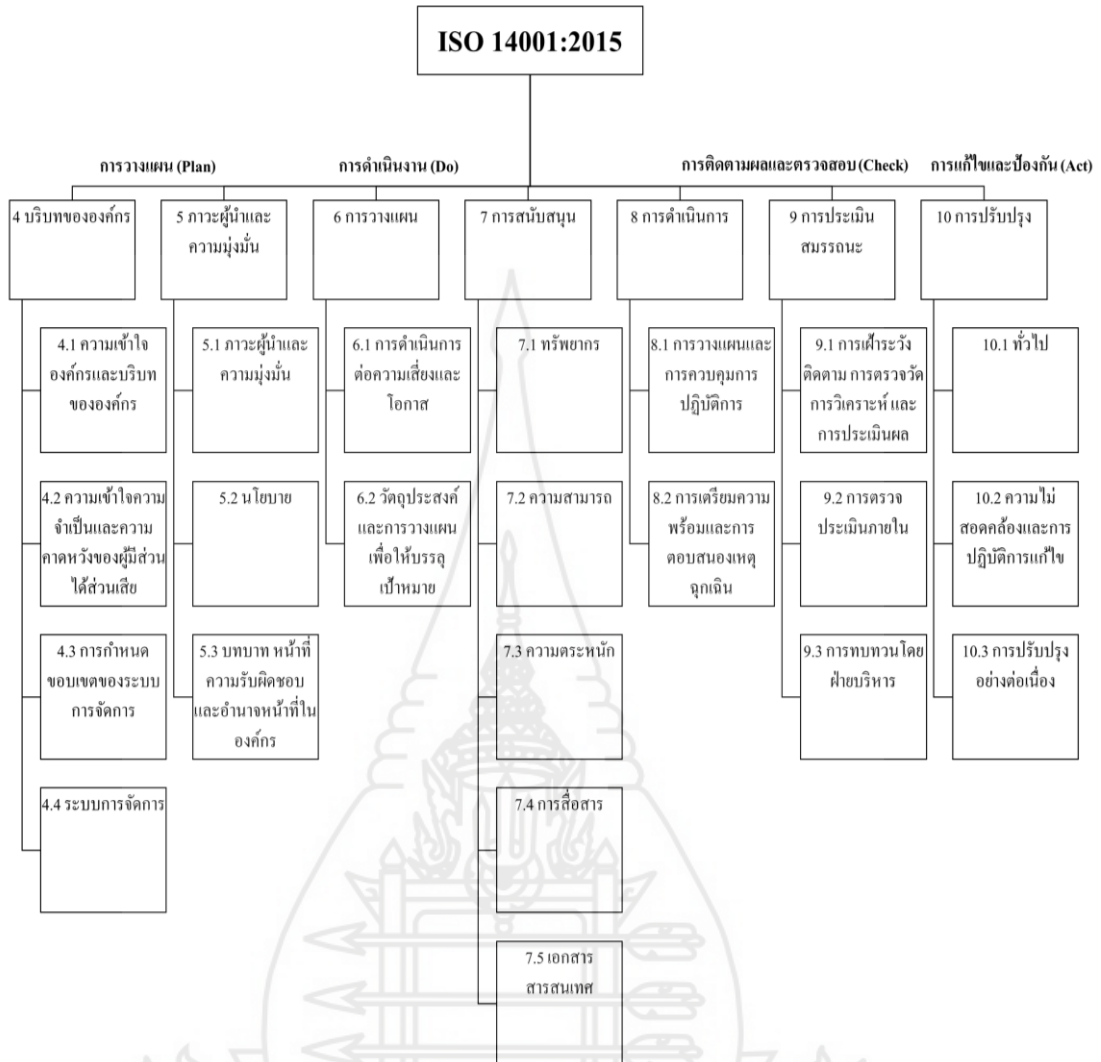 ISO 14001:2015
การวางแผน (Plan)
การดำเนินงาน (Do)
การติดตามผลและตรวจสอบ (Check)
การแก้ไขและป้องกัน (Act)
4 บริบทขององค์กร
5 ภาวะผู้นำและ
ความมุ่งมั่น
6 การวางแผน
7 การสนับสนุน
8 การดำเนินการ
9 การประเมิน
สมรรถนะ
10 การปรับปรุง
4.1 ความเข้าใจ
องค์กรและบริบท
ขององค์กร
5.1 ภาวะผู้นำและ
ความมุ่งมั่น
6.1 การดำเนินการ
ต่อความเสี่ยงและ
โอกาส
7.1 ทรัพยากร
8.1 การวางแผนและ
การควบคุมการ
ปฏิบัติการ
9.1 การเฝ้าระวัง
ติดตาม การตรวจวัด
การวิเคราะห์ และ
การประเมินผล
10.1 ทั่วไป
4.2 ความเข้าใจความ
จำเป็นและความ
คาดหวังของผู้มีส่วน
ได้ส่วนเสีย
5.2 นโยบาย
6.2 วัตถุประสงค์
และการวางแผน
เพื่อให้บรรลุ
เป้าหมาย
7.2 ความสามารถ
8.2 การเตรียมความ
พร้อมและการ
ตอบสนองเหตุ
ฉุกเฉิน
9.2 การตรวจ
ประเมินภายใน
10.2 ความไม่
สอดคล้องและการ
ปฏิบัติการแก้ไข
4.3 การกำหนด
ขอบเขตของระบบ
การจัดการ
5.3 บทบาท หน้าที่
ความรับผิดชอบ
และอำนาจหน้าที่ใน
องค์กร
7.3 ความตระหนัก
9.3 การทบทวนโดย
ฝ่ายบริหาร
10.3 การปรับปรุง
อย่างต่อเนื่อง
4.4 ระบบการจัดการ
7.4 การสื่อสาร
7.5 เอกสาร
สารสนเทศ